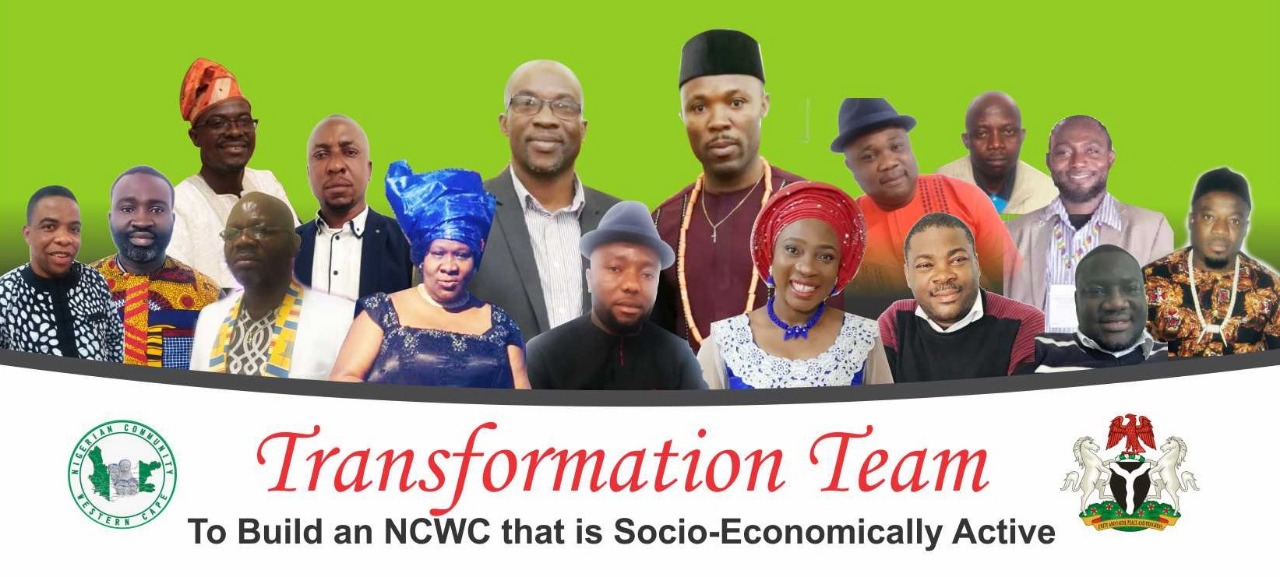 Transformation Team
To Build an NCWC that is Socio-Economically Active
NIGERIAN COMMUNITY
WESTERN CAPE